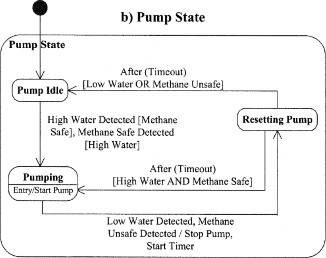 b) Pump State
Pump State
After (Timeout)
[Low Water OR Methane Unsafe]
Pump Idle
Resetting Pump
High Water Detected [Methane
Safe], Methane Safe Detected
[High Water]
After (Timeout)
[High Water AND Methane Safe]
Pumping
Entry/Start Pump
Low Water Detected, Methane
Unsafe Detected / Stop Pump,
Start Timer